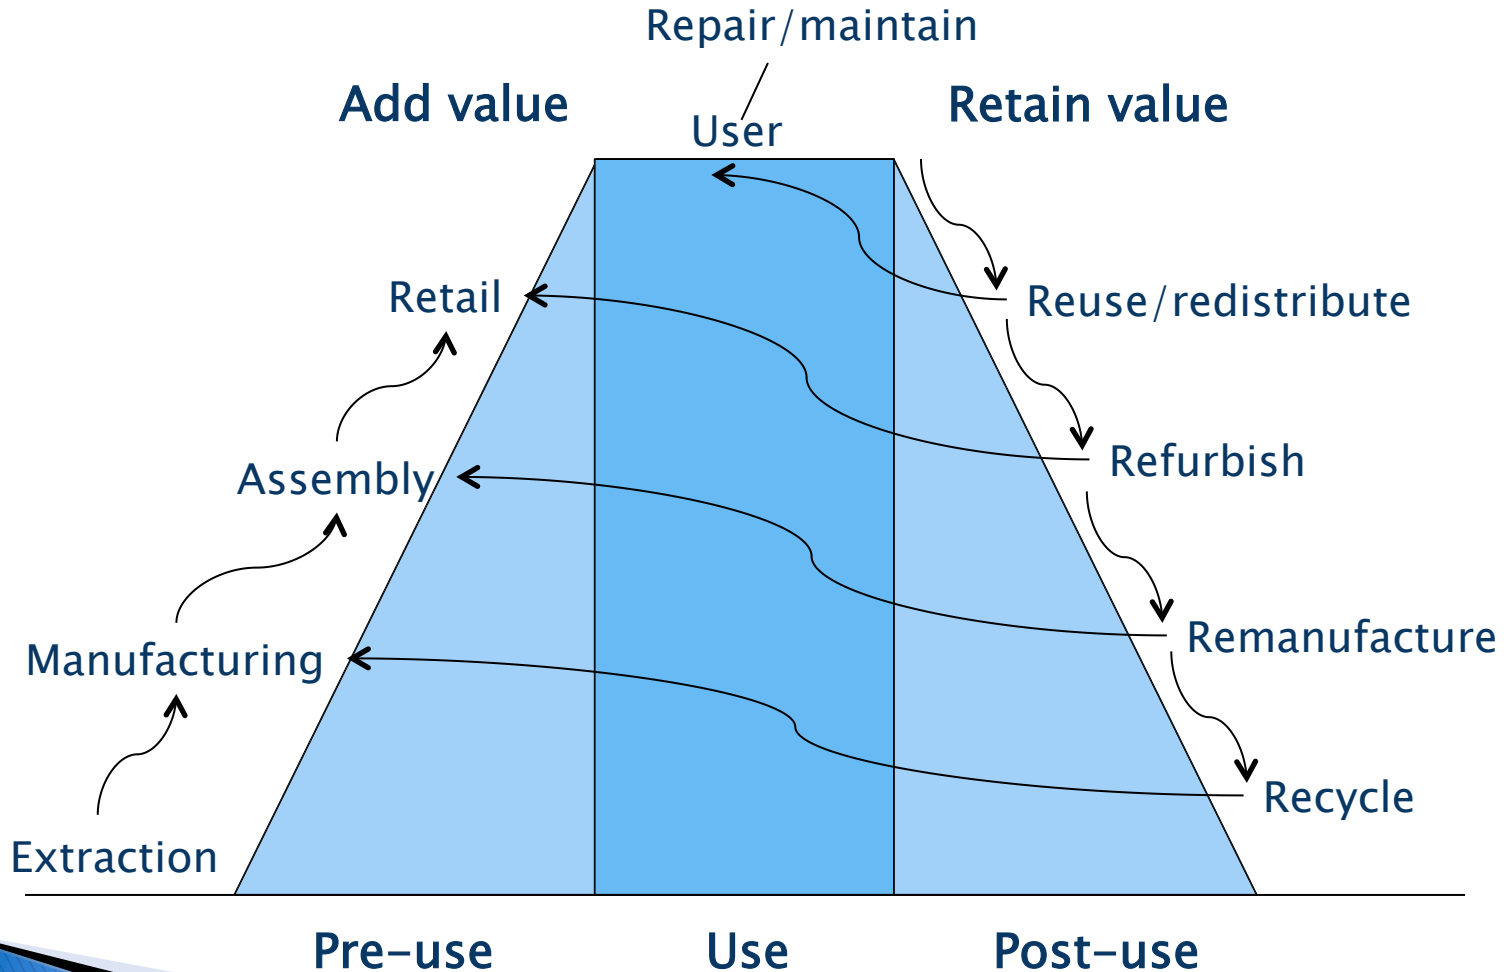 Repair/maintain
Add value
Retain value
User
Retail
Reuse/redistribute
Assembly
Refurbish
Manufacturing
Remanufacture
Extraction
Recycle
Pre-use
Use
Post-use